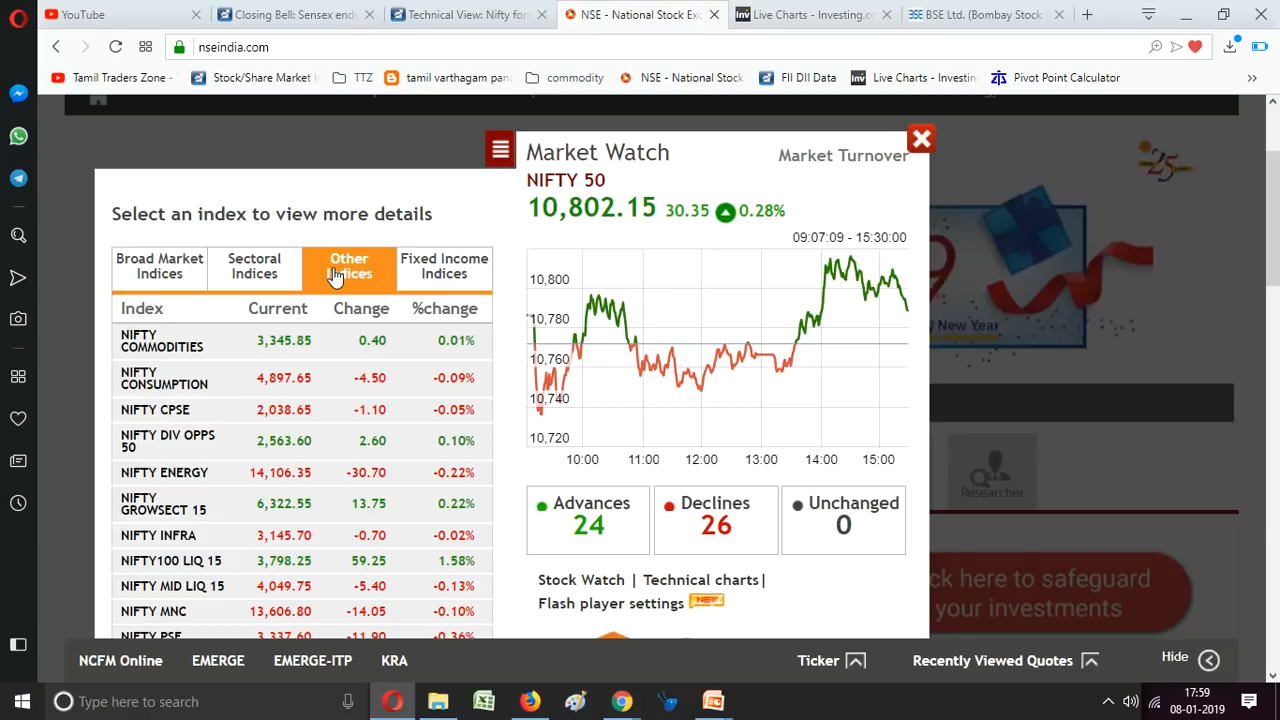 YouTube
Closing Bell: Sensex end
Technical View: Nifty for
NSE - National Stock Exc
Live Charts - Investing.co
BSE Ltd. (Bombay Stock
nseindia.com
Tamil Traders Zone -
Stock/Share Market
TTZ
tamil varthagam pan
commodity
NSE - National Stock
FII DII Data
Live Charts - Investin
Pivot Point Calculator
Market Watch
Market Turnover
NIFTY 50
10,802.15 30.35 0.28%
09:07:09 - 15:30:00
Select an index to view more details
Broad Market Indices
Sectoral Indices
Other Indices
Fixed Income Indices
Index Current Change %change
NIFTY COMMODITIES 3,345.85 0.40 0.01%
NIFTY CONSUMPTION 4,897.65 -4.50 -0.09%
NIFTY CPSE 2,038.65 -1.10 -0.05%
NIFTY DIV OPPS 50 2,563.60 2.60 0.10%
NIFTY ENERGY 14,106.35 -30.70 -0.22%
NIFTY GROWSECT 15 6,322.55 13.75 0.22%
NIFTY INFRA 3,145.70 -0.70 -0.02%
NIFTY100 LIQ 15 3,798.25 59.25 1.58%
NIFTY MID LIQ 15 4,049.75 -5.40 -0.13%
NIFTY MNC 13,606.80 -14.05 -0.10%
NIFTY PSE 3,337.60 -11.90 -0.36%
10,800
10,780
10,760
10,740
10,720
10:00 11:00 12:00 13:00 14:00 15:00
Advances 24
Declines 26
Unchanged 0
Stock Watch | Technical charts|
Flash player settings NEW
25
New Year
Researcher
ck here to safeguard
your investments
NCFM Online EMERGE EMERGE-ITP KRA
Ticker
Recently Viewed Quotes
Hide
Type here to search
17:59
08-01-2019